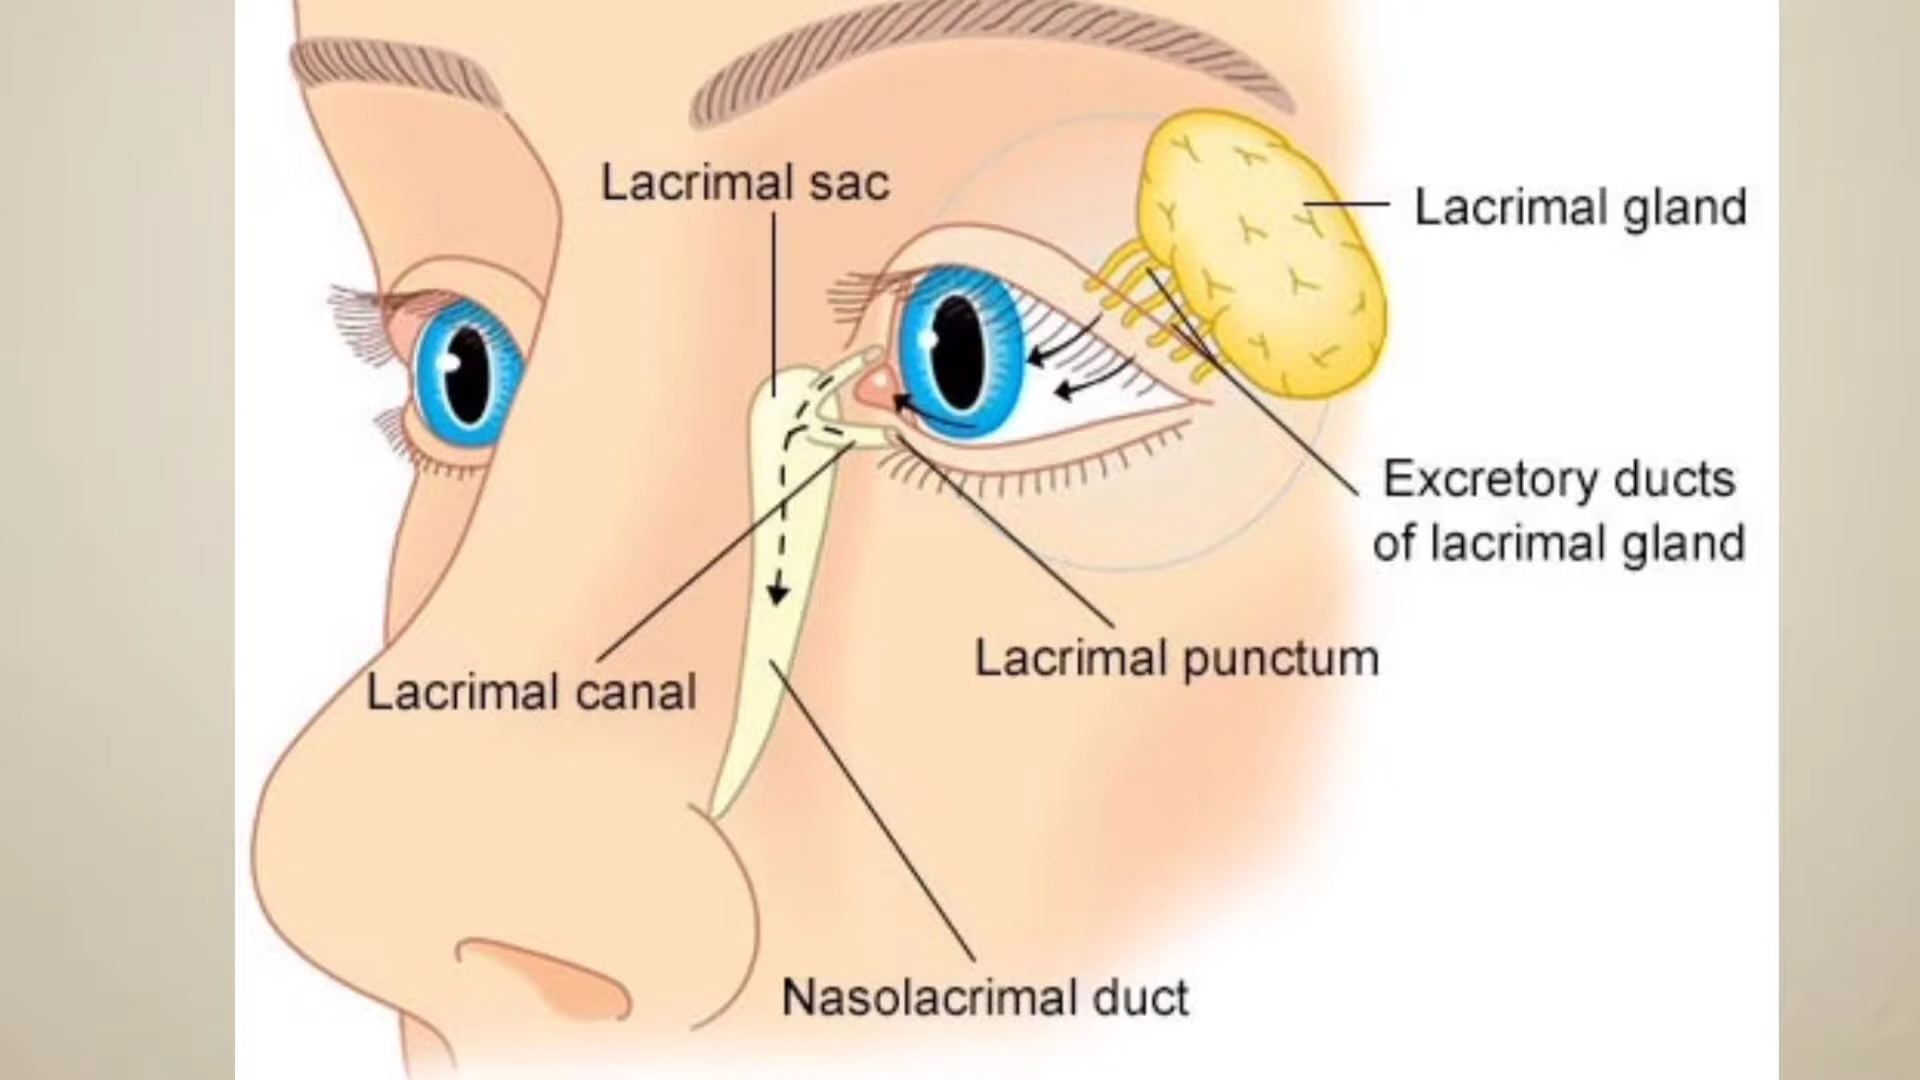 Lacrimal sac
Lacrimal gland
Excretory ducts
of lacrimal gland
Lacrimal punctum
Lacrimal canal
Nasolacrimal duct